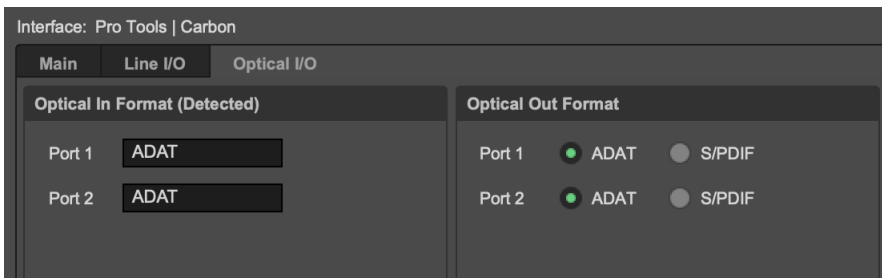 Interface: Pro Tools | Carbon
Main Line I/O Optical I/O
Optical In Format (Detected)
Port 1 ADAT
Port 2 ADAT
Optical Out Format
Port 1 ADAT S/PDIF
Port 2 ADAT S/PDIF